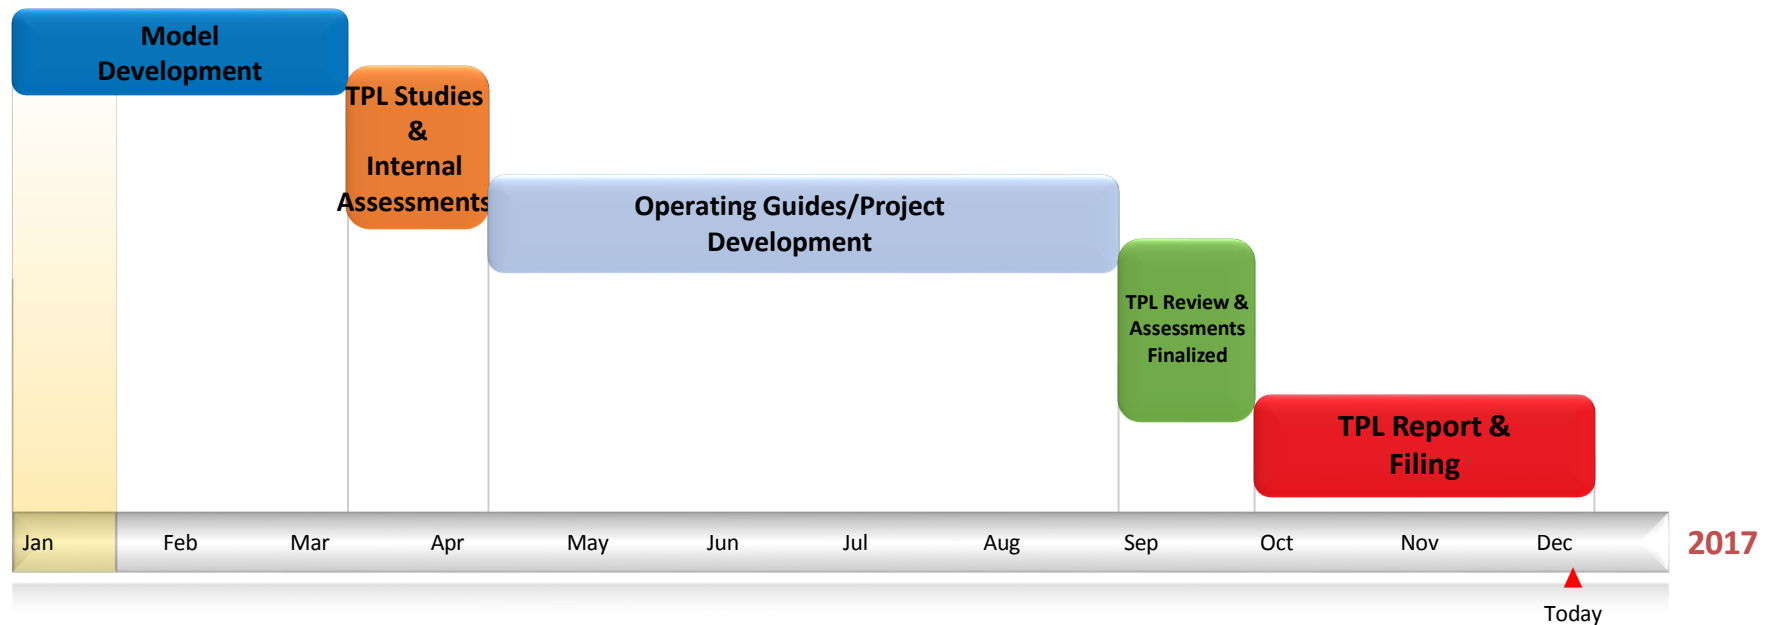 Model
Development
TPL Studies
&
Internal
Assessments
Operating Guides/Project
Development
TPL Review &
Assessments
Finalized
TPL Report &
Filing
Jan Feb Mar Apr May Jun Jul Aug Sep Oct Nov Dec 2017
Today